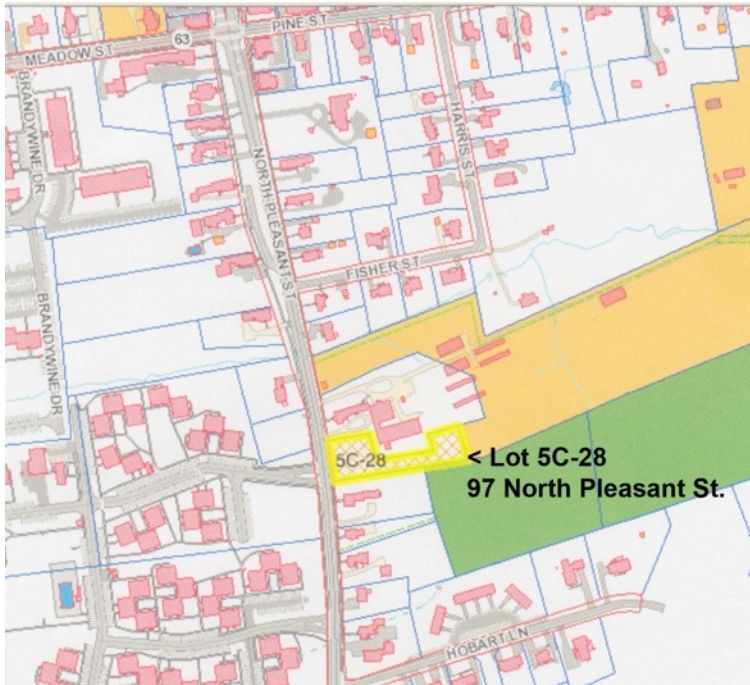 PINE ST
MEADOW ST
63
BRANDYWINE DR
HARRIS ST
NORTH PLEASANT ST
FISHER ST
BRANDYWINE DR
5C-28
< Lot 5C-28
97 North Pleasant St.
HOBART LN